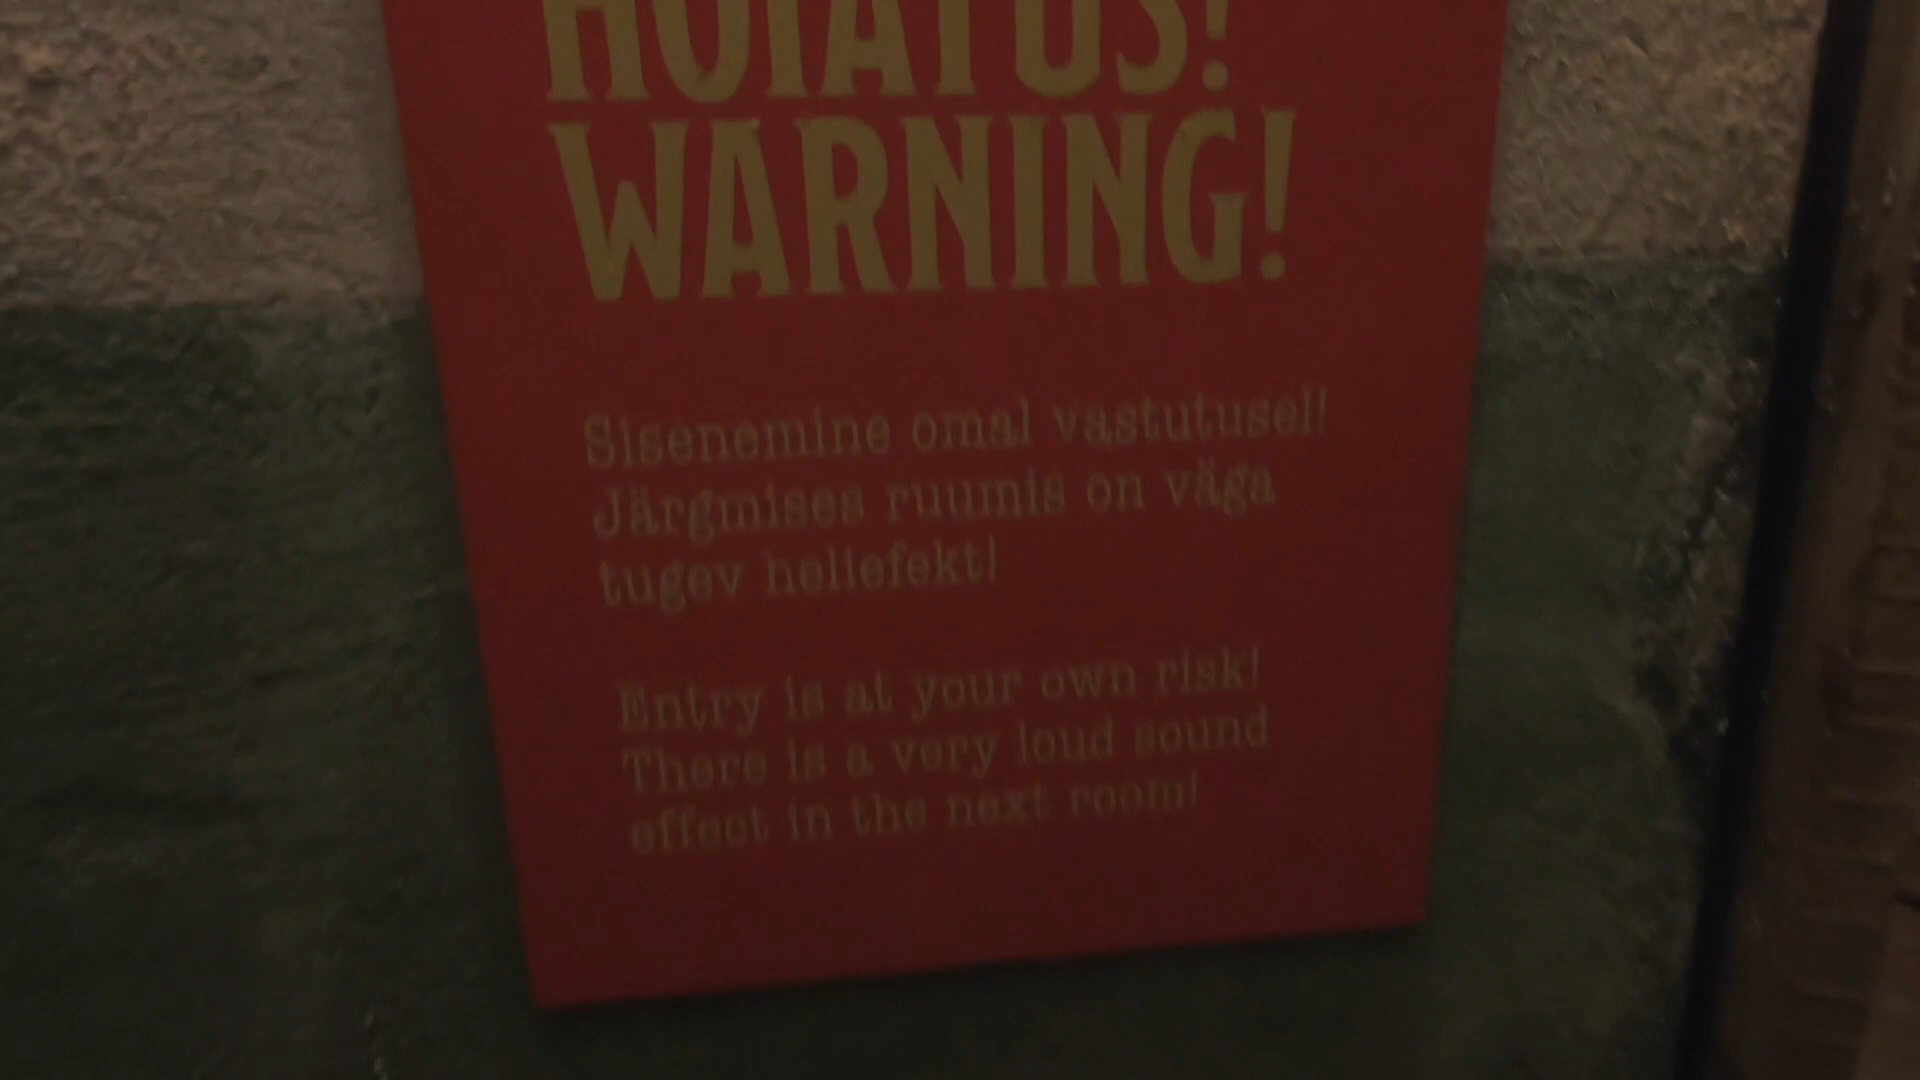 HOIATUS!
WARNING!
Sisenemine omal vastutusel!
Järgmises ruumis on väga
tugev heliefekt!
Entry is at your own risk!
There is a very loud sound
effect in the next room!